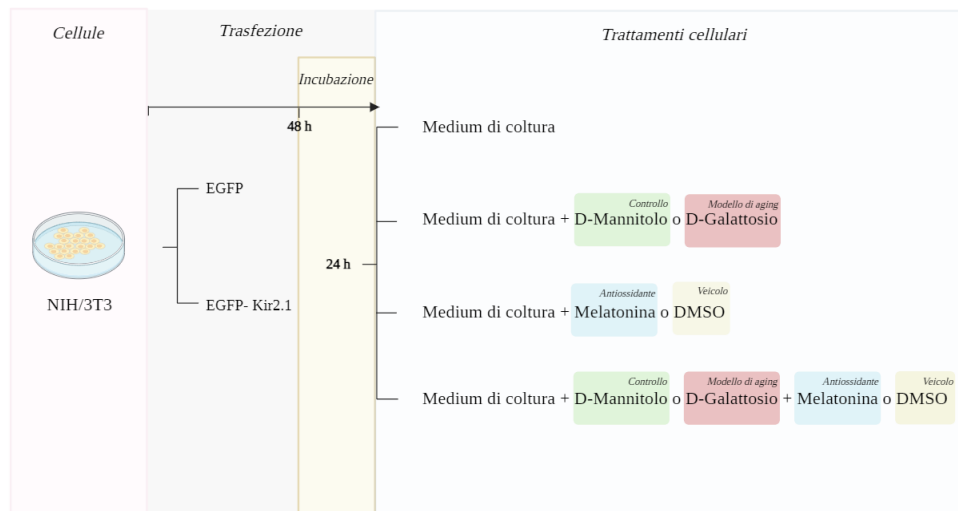 Cellule
Trasfezione
Trattamenti cellulari
Incubazione
48 h
Medium di coltura
EGFP
Controllo
Modello di aging
Medium di coltura + D-Mannitolo o D-Galattosio
24 h
NIH/3T3
EGFP- Kir2.1
Antiossidante
Veicolo
Medium di coltura + Melatonina o DMSO
Controllo
Modello di aging
Antiossidante
Veicolo
Medium di coltura + D-Mannitolo o D-Galattosio + Melatonina o DMSO